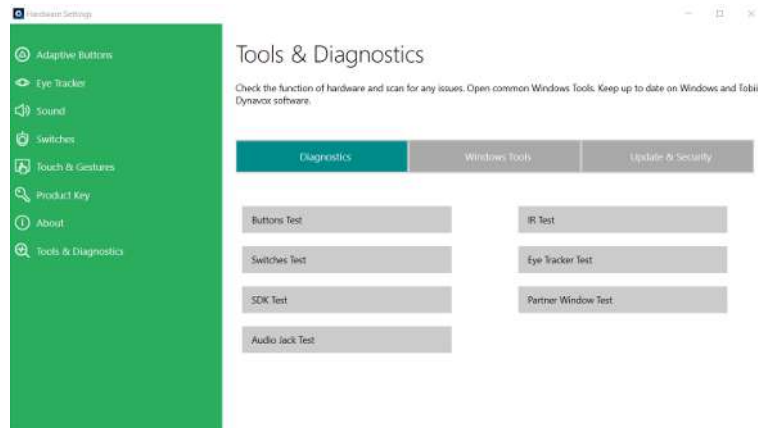 Hardware Settings
Adaptive Buttons
Eye Tracker
Sound
Switches
Touch & Gestures
Product Key
About
Tools & Diagnostics
Tools & Diagnostics
Check the function of hardware and scan for any issues. Open common Windows Tools. Keep up to date on Windows and Tobii
Dynavox software.
Diagnostics
Windows Tools
Update & Security
Buttons Test
IR Test
Switches Test
Eye Tracker Test
SDK Test
Partner Window Test
Audio Jack Test